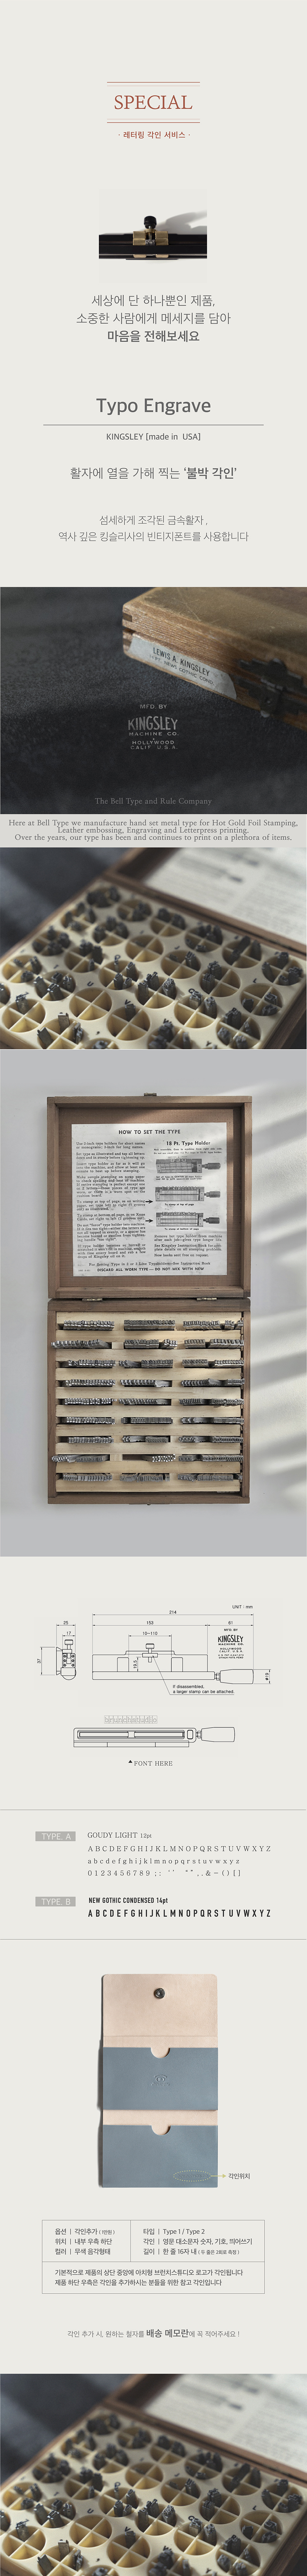 SPECIAL
· 레터링 각인 서비스 ·
세상에 단 하나뿐인 제품,
소중한 사람에게 메세지를 담아
마음을 전해보세요
Typo Engrave
KINGSLEY [made in USA]
활자에 열을 가해 찍는 ‘불박 각인’
섬세하게 조각된 금속활자 ,
역사 깊은 킹슬리사의 빈티지폰트를 사용합니다
LEWIS A. KINGSLEY
MFD. BY
KINGSLEY
MACHINE CO.
HOLLYWOOD
CALIF. U.S.A.
The Bell Type and Rule Company
Here at Bell Type we manufacture hand set metal type for Hot Gold Foil Stamping,
Leather embossing, Engraving and Letterpress printing.
Over the years, our type has been and continues to print on a plethora of items.
HOW TO SET THE TYPE
18 Pt. Type Holder
DISCARD ALL WORN TYPE — DO NOT MIX WITH NEW
UNIT : mm
214
25
153
61
17
10~110
MFD. BY
KINGSLEY
MACHINE CO.
HOLLYWOOD
CALIF. U.S.A.
37
18.5
If disassembled,
a larger stamp can be attached.
FONT HERE
TYPE. A
GOUDY LIGHT 12pt
A B C D E F G H I J K L M N O P Q R S T U V W X Y Z
a b c d e f g h i j k l m n o p q r s t u v w x y z
0 1 2 3 4 5 6 7 8 9 ; : ‘ ’ “ ” , . & – ( ) [ ]
TYPE. B
NEW GOTHIC CONDENSED 14pt
A B C D E F G H I J K L M N O P Q R S T U V W X Y Z
각인위치
옵션 | 각인추가 ( 1만원 )
위치 | 내부 우측 하단
컬러 | 무색 음각형태
타입 | Type 1 / Type 2
각인 | 영문 대소문자 숫자, 기호, 띄어쓰기
길이 | 한 줄 16자 내 ( 두 줄은 2회로 측정 )
기본적으로 제품의 상단 중앙에 아치형 브런치스튜디오 로고가 각인됩니다
제품 하단 우측은 각인을 추가하시는 분들을 위한 참고 각인입니다
각인 추가 시, 원하는 철자를 배송 메모란에 꼭 적어주세요 !